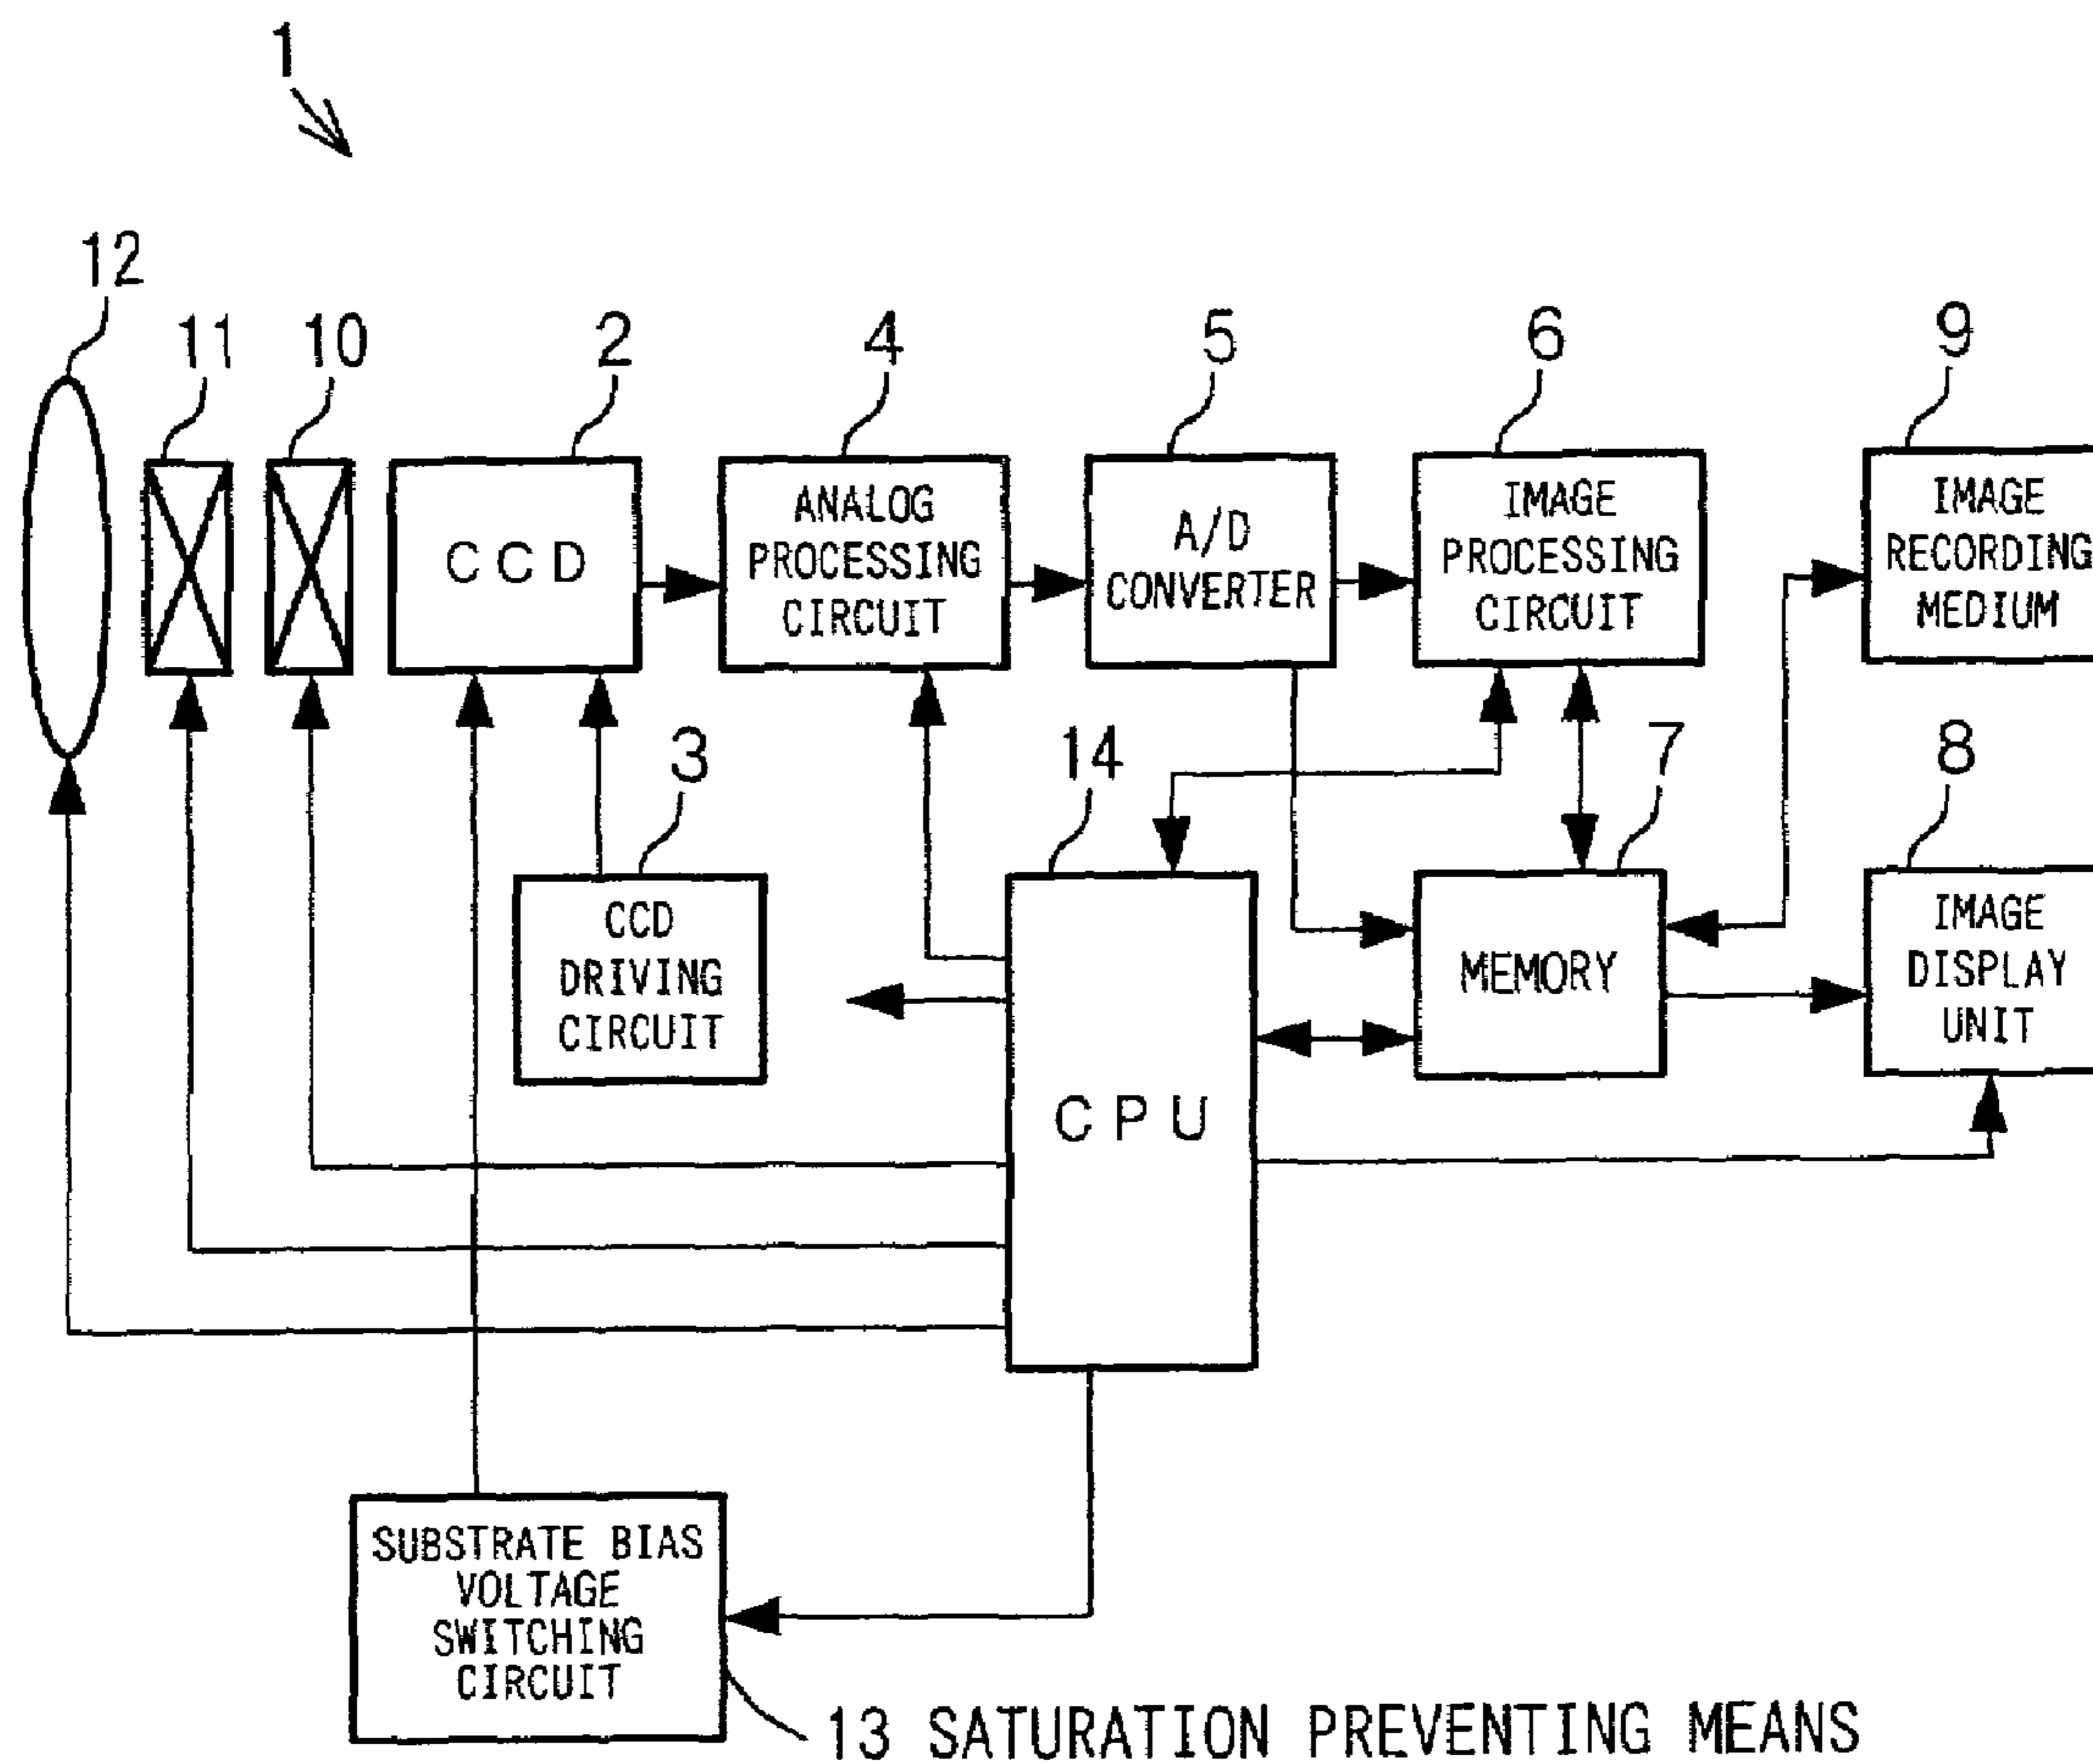 1
12
11
10
2
4
5
6
9
CCD
ANALOG
PROCESSING
CIRCUIT
A/D
CONVERTER
IMAGE
PROCESSING
CIRCUIT
IMAGE
RECORDING
MEDIUM
3
14
7
8
CCD
DRIVING
CIRCUIT
CPU
MEMORY
IMAGE
DISPLAY
UNIT
SUBSTRATE BIAS
VOLTAGE
SWITCHING
CIRCUIT
13 SATURATION PREVENTING MEANS